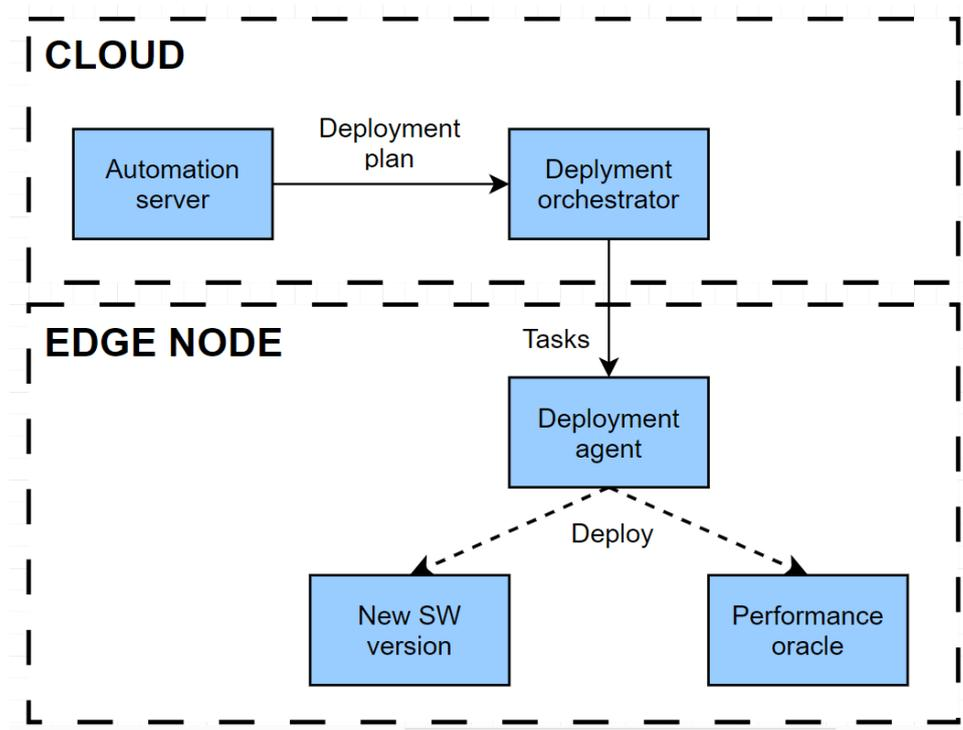 CLOUD
Deployment
plan
Automation
server
Deplyment
orchestrator
EDGE NODE
Tasks
Deployment
agent
Deploy
New SW
version
Performance
oracle